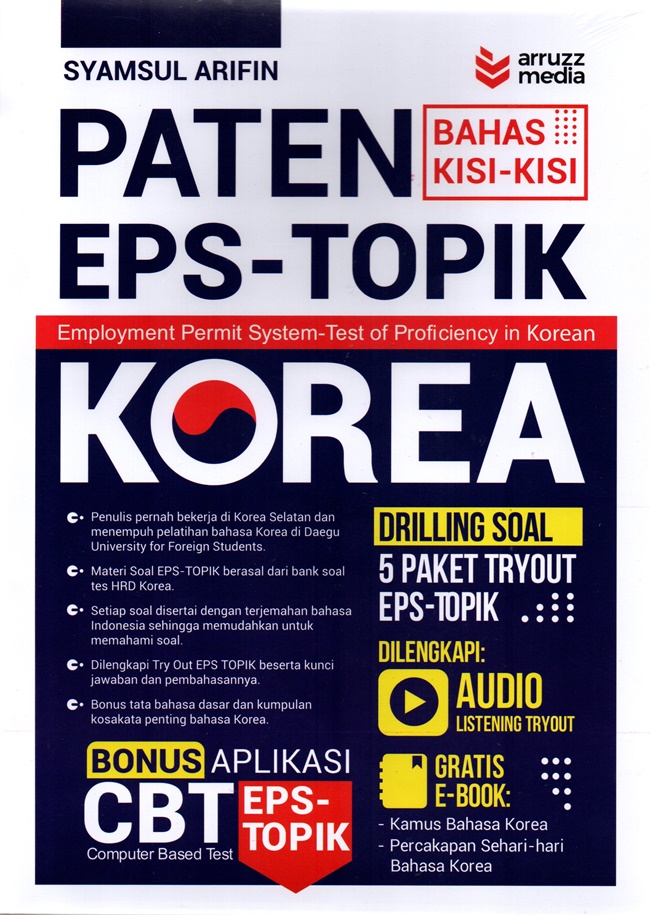 SYAMSUL ARIFIN
arruzz
media
PATEN
BAHAS
KISI-KISI
EPS-TOPIK
Employment Permit System-Test of Proficiency in Korean
KOREA
Penulis pernah bekerja di Korea Selatan dan
menempuh pelatihan bahasa Korea di Daegu
University for Foreign Students.
Materi Soal EPS-TOPIK berasal dari bank soal
tes HRD Korea.
Setiap soal disertai dengan terjemahan bahasa
Indonesia sehingga memudahkan untuk
memahami soal.
Dilengkapi Try Out EPS TOPIK beserta kunci
jawaban dan pembahasannya.
Bonus tata bahasa dasar dan kumpulan
kosakata penting bahasa Korea.
DRILLING SOAL
5 PAKET TRYOUT
EPS-TOPIK
DILENGKAPI:
AUDIO
LISTENING TRYOUT
BONUS APLIKASI
CBT
Computer Based Test
EPS-
TOPIK
GRATIS
E-BOOK:
- Kamus Bahasa Korea
- Percakapan Sehari-hari
Bahasa Korea